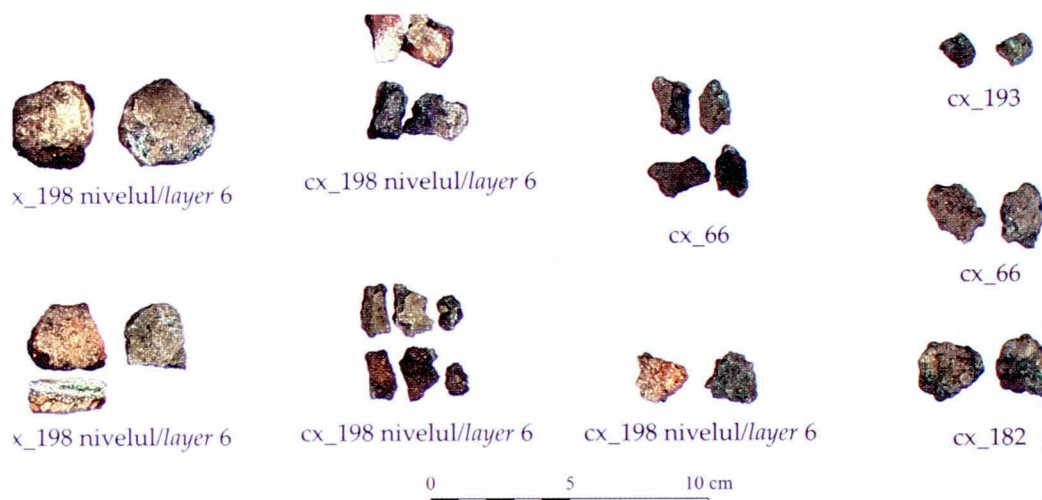 cx_193
x_198 nivelul/layer 6
cx_198 nivelul/layer 6
cx_66
cx_66
x_198 nivelul/layer 6
cx_198 nivelul/layer 6
cx_198 nivelul/layer 6
cx_182
0 5 10 cm